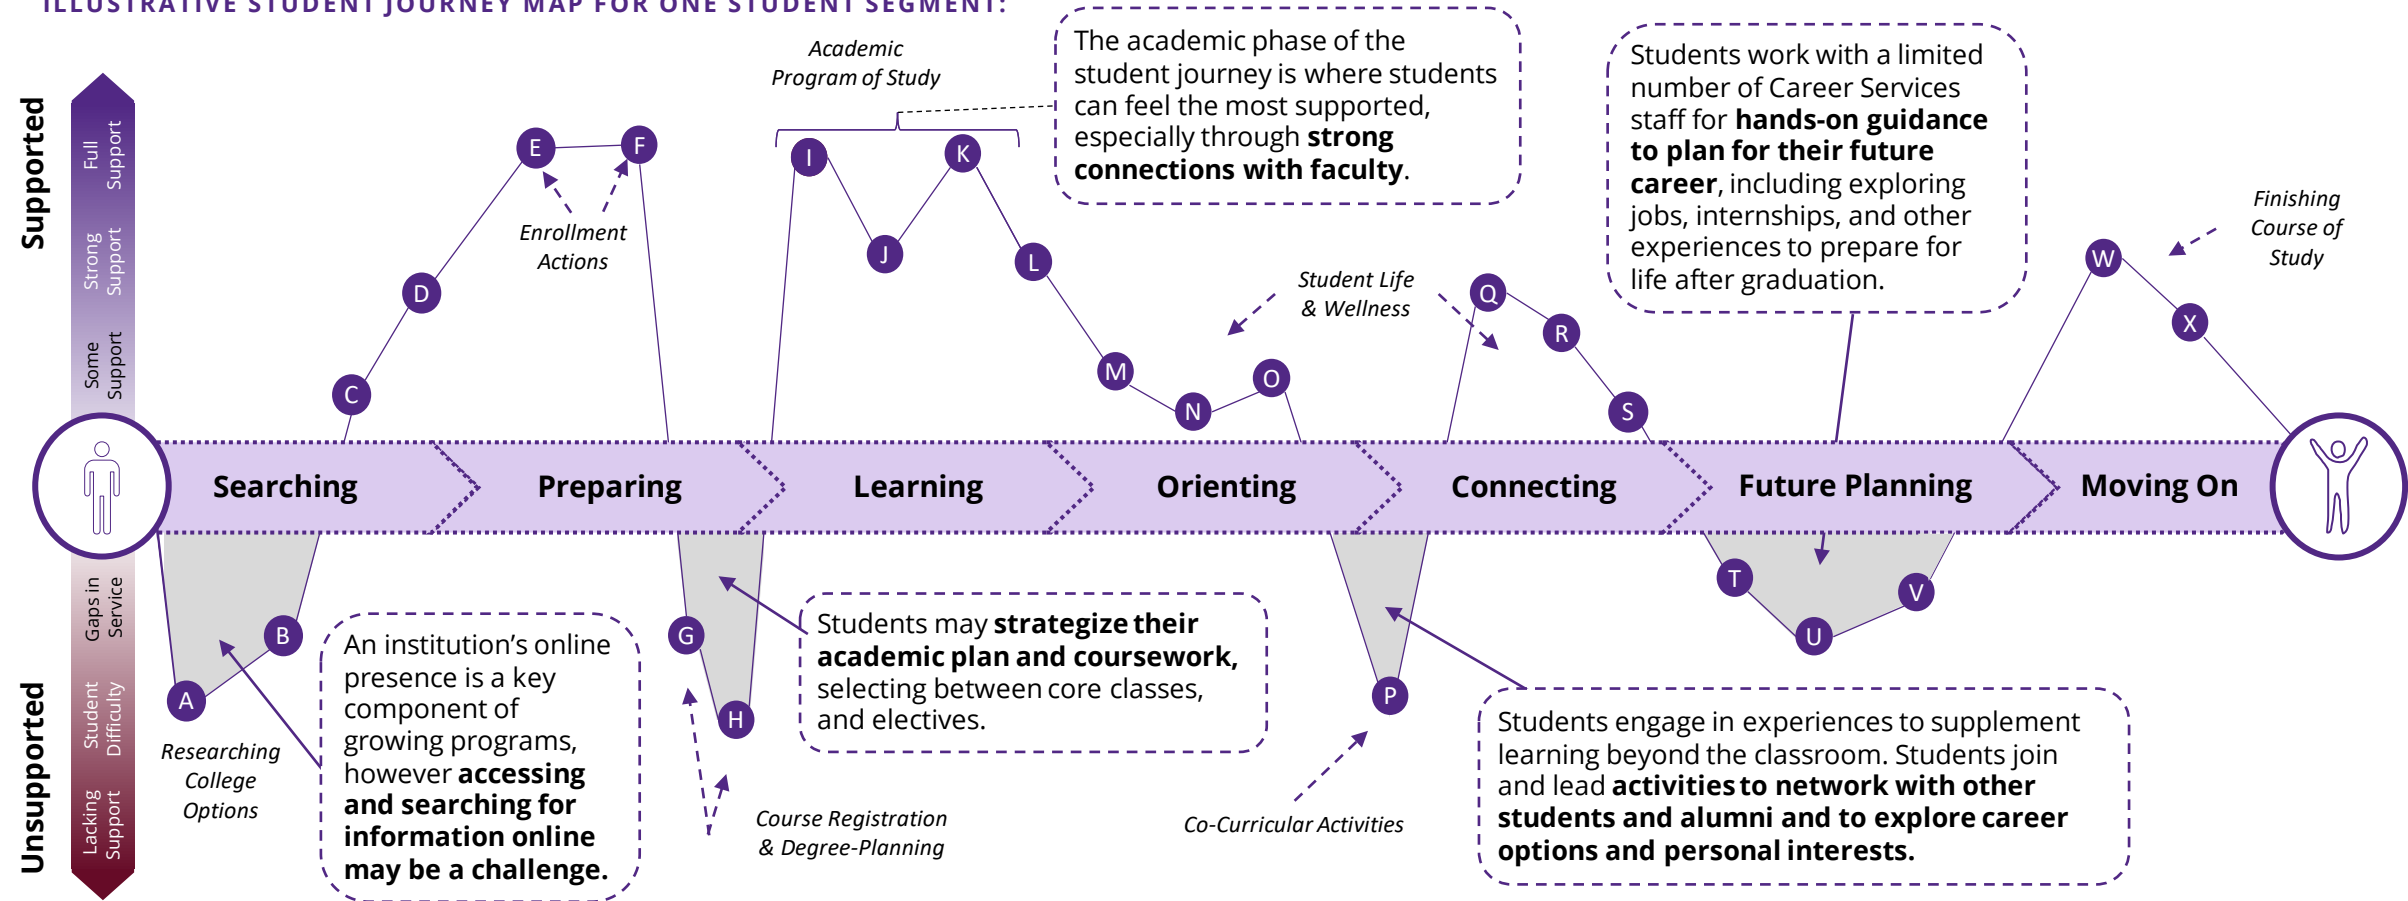 ILLUSTRATIVE STUDENT JOURNEY MAP FOR ONE STUDENT SEGMENT:
Supported
Full
Support
Strong
Support
Some
Support
Gaps in
Service
Student
Difficulty
Lacking
Support
Unsupported
Academic
Program of Study
The academic phase of the
student journey is where students
can feel the most supported,
especially through strong
connections with faculty.
Students work with a limited
number of Career Services
staff for hands-on guidance
to plan for their future
career, including exploring
jobs, internships, and other
experiences to prepare for
life after graduation.
Finishing
Course of
Study
Enrollment
Actions
Student Life
& Wellness
A
B
C
D
E
F
G
H
I
J
K
L
M
N
O
P
Q
R
S
T
U
V
W
X
Searching
Preparing
Learning
Orienting
Connecting
Future Planning
Moving On
Researching
College
Options
An institution’s online
presence is a key
component of
growing programs,
however accessing
and searching for
information online
may be a challenge.
Students may strategize their
academic plan and coursework,
selecting between core classes,
and electives.
Course Registration
& Degree-Planning
Co-Curricular Activities
Students engage in experiences to supplement
learning beyond the classroom. Students join
and lead activities to network with other
students and alumni and to explore career
options and personal interests.